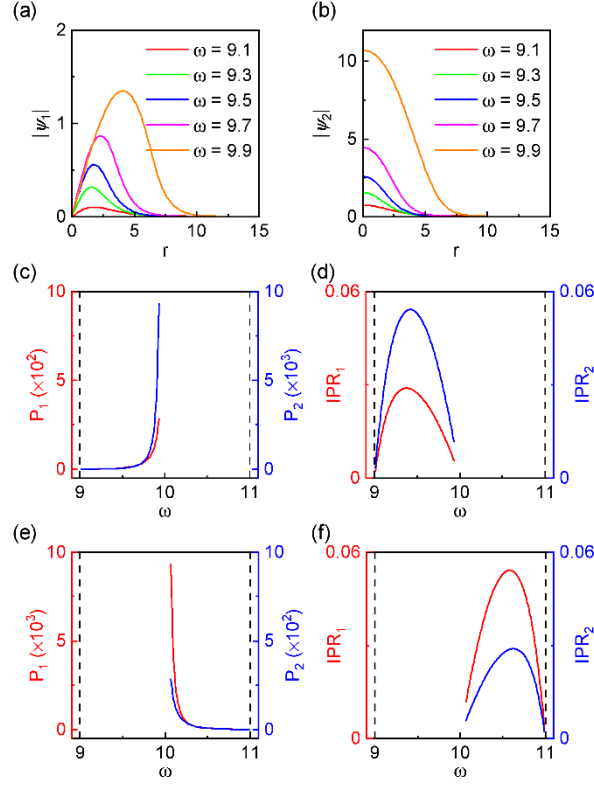 (a)
2
1
0
|ψ₁|
0 5 10 15
r
ω = 9.1
ω = 9.3
ω = 9.5
ω = 9.7
ω = 9.9
(b)
10
5
0
|ψ₂|
0 5 10 15
r
ω = 9.1
ω = 9.3
ω = 9.5
ω = 9.7
ω = 9.9
(c)
10
5
0
P₁ (×10²)
9 10 11
ω
10
5
0
P₂ (×10³)
(d)
0.06
0
IPR₁
9 10 11
ω
0.06
0
IPR₂
(e)
10
5
0
P₁ (×10³)
9 10 11
ω
10
5
0
P₂ (×10²)
(f)
0.06
0
IPR₁
9 10 11
ω
0.06
0
IPR₂